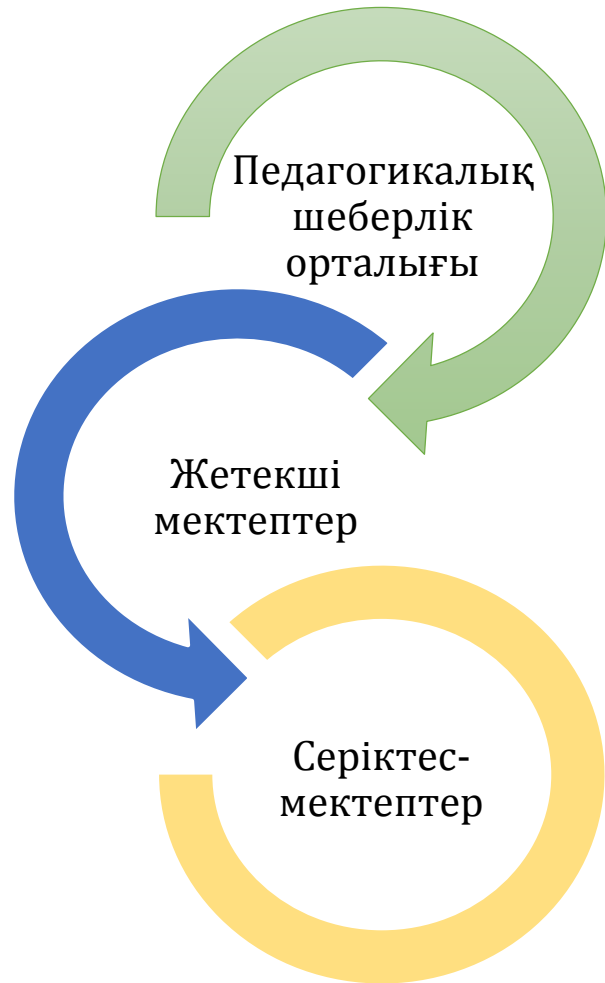 Педагогикалық
шеберлік
орталығы
Жетекші
мектептер
Серіктес-
мектептер